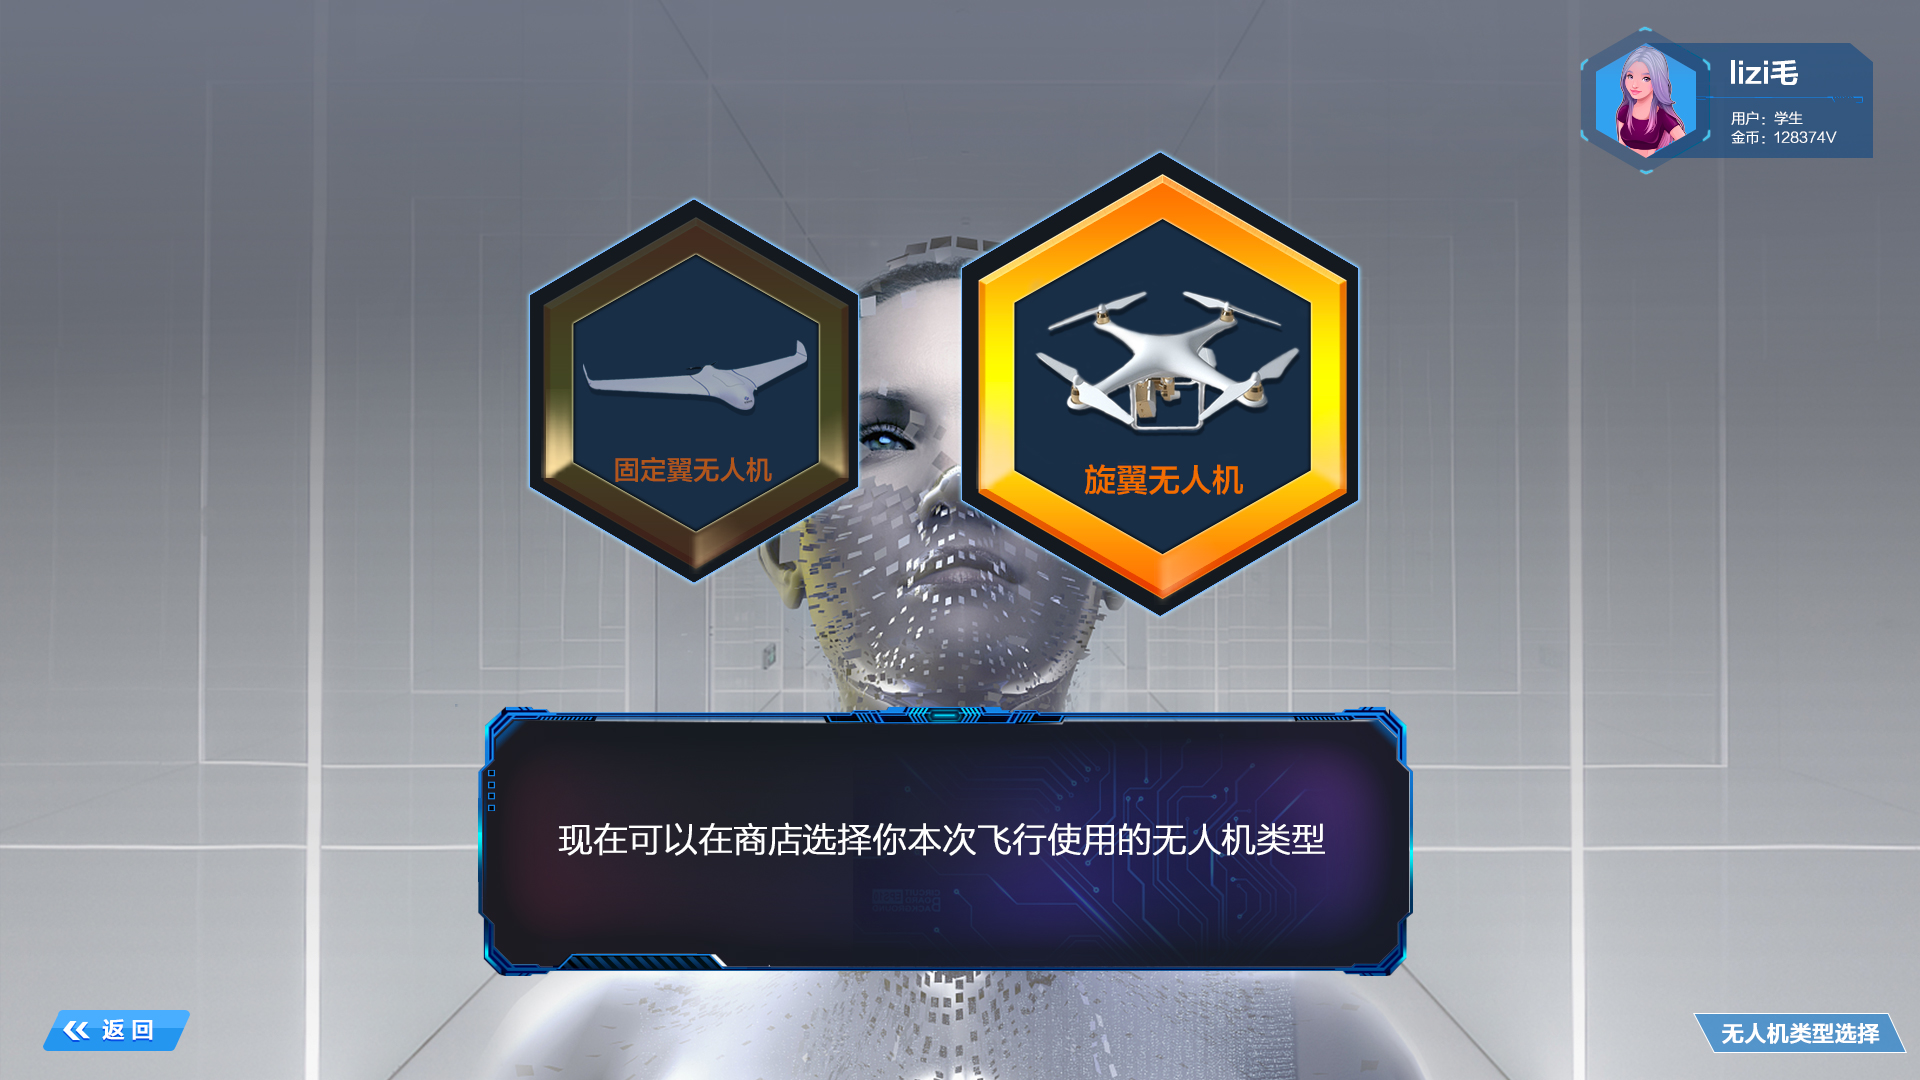 lizi毛
用户：学生
金币：128374V
固定翼无人机
旋翼无人机
现在可以在商店选择你本次飞行使用的无人机类型
返回
无人机类型选择